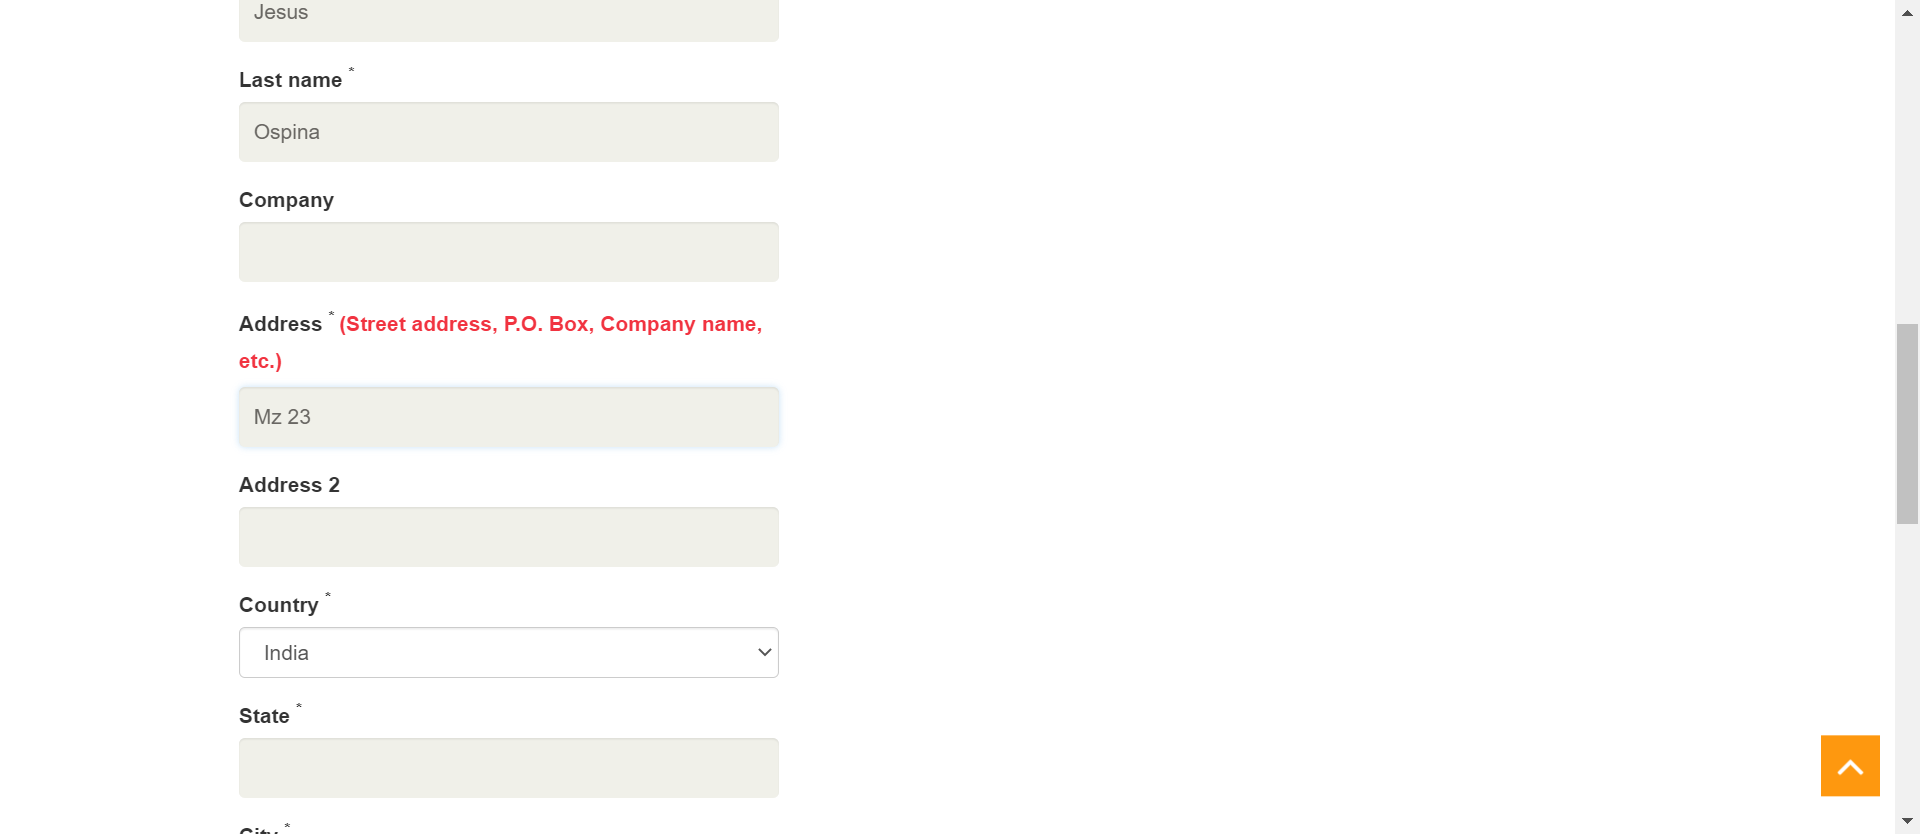 Jesus
Last name *
Ospina
Company
Address * (Street address, P.O. Box, Company name,
etc.)
Mz 23
Address 2
Country *
India
State *
City *